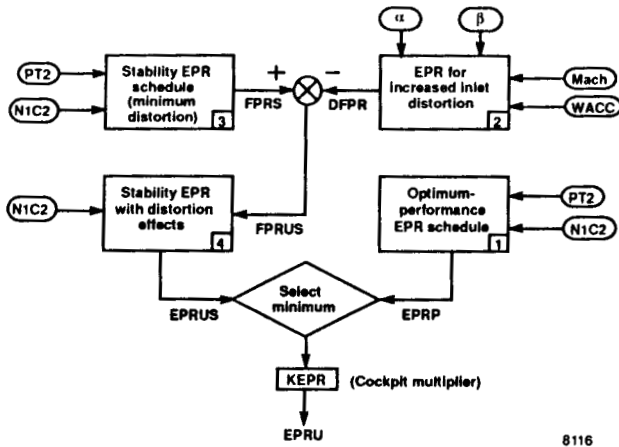 α
β
PT2
N1C2
Stability EPR
schedule
(minimum
distortion)
3
+
FPRS
−
DFPR
EPR for
increased inlet
distortion
2
Mach
WACC
N1C2
Stability EPR
with distortion
effects
4
FPRUS
Optimum-
performance
EPR schedule
1
PT2
N1C2
EPRUS
Select
minimum
EPRP
KEPR
(Cockpit multiplier)
EPRU
8116